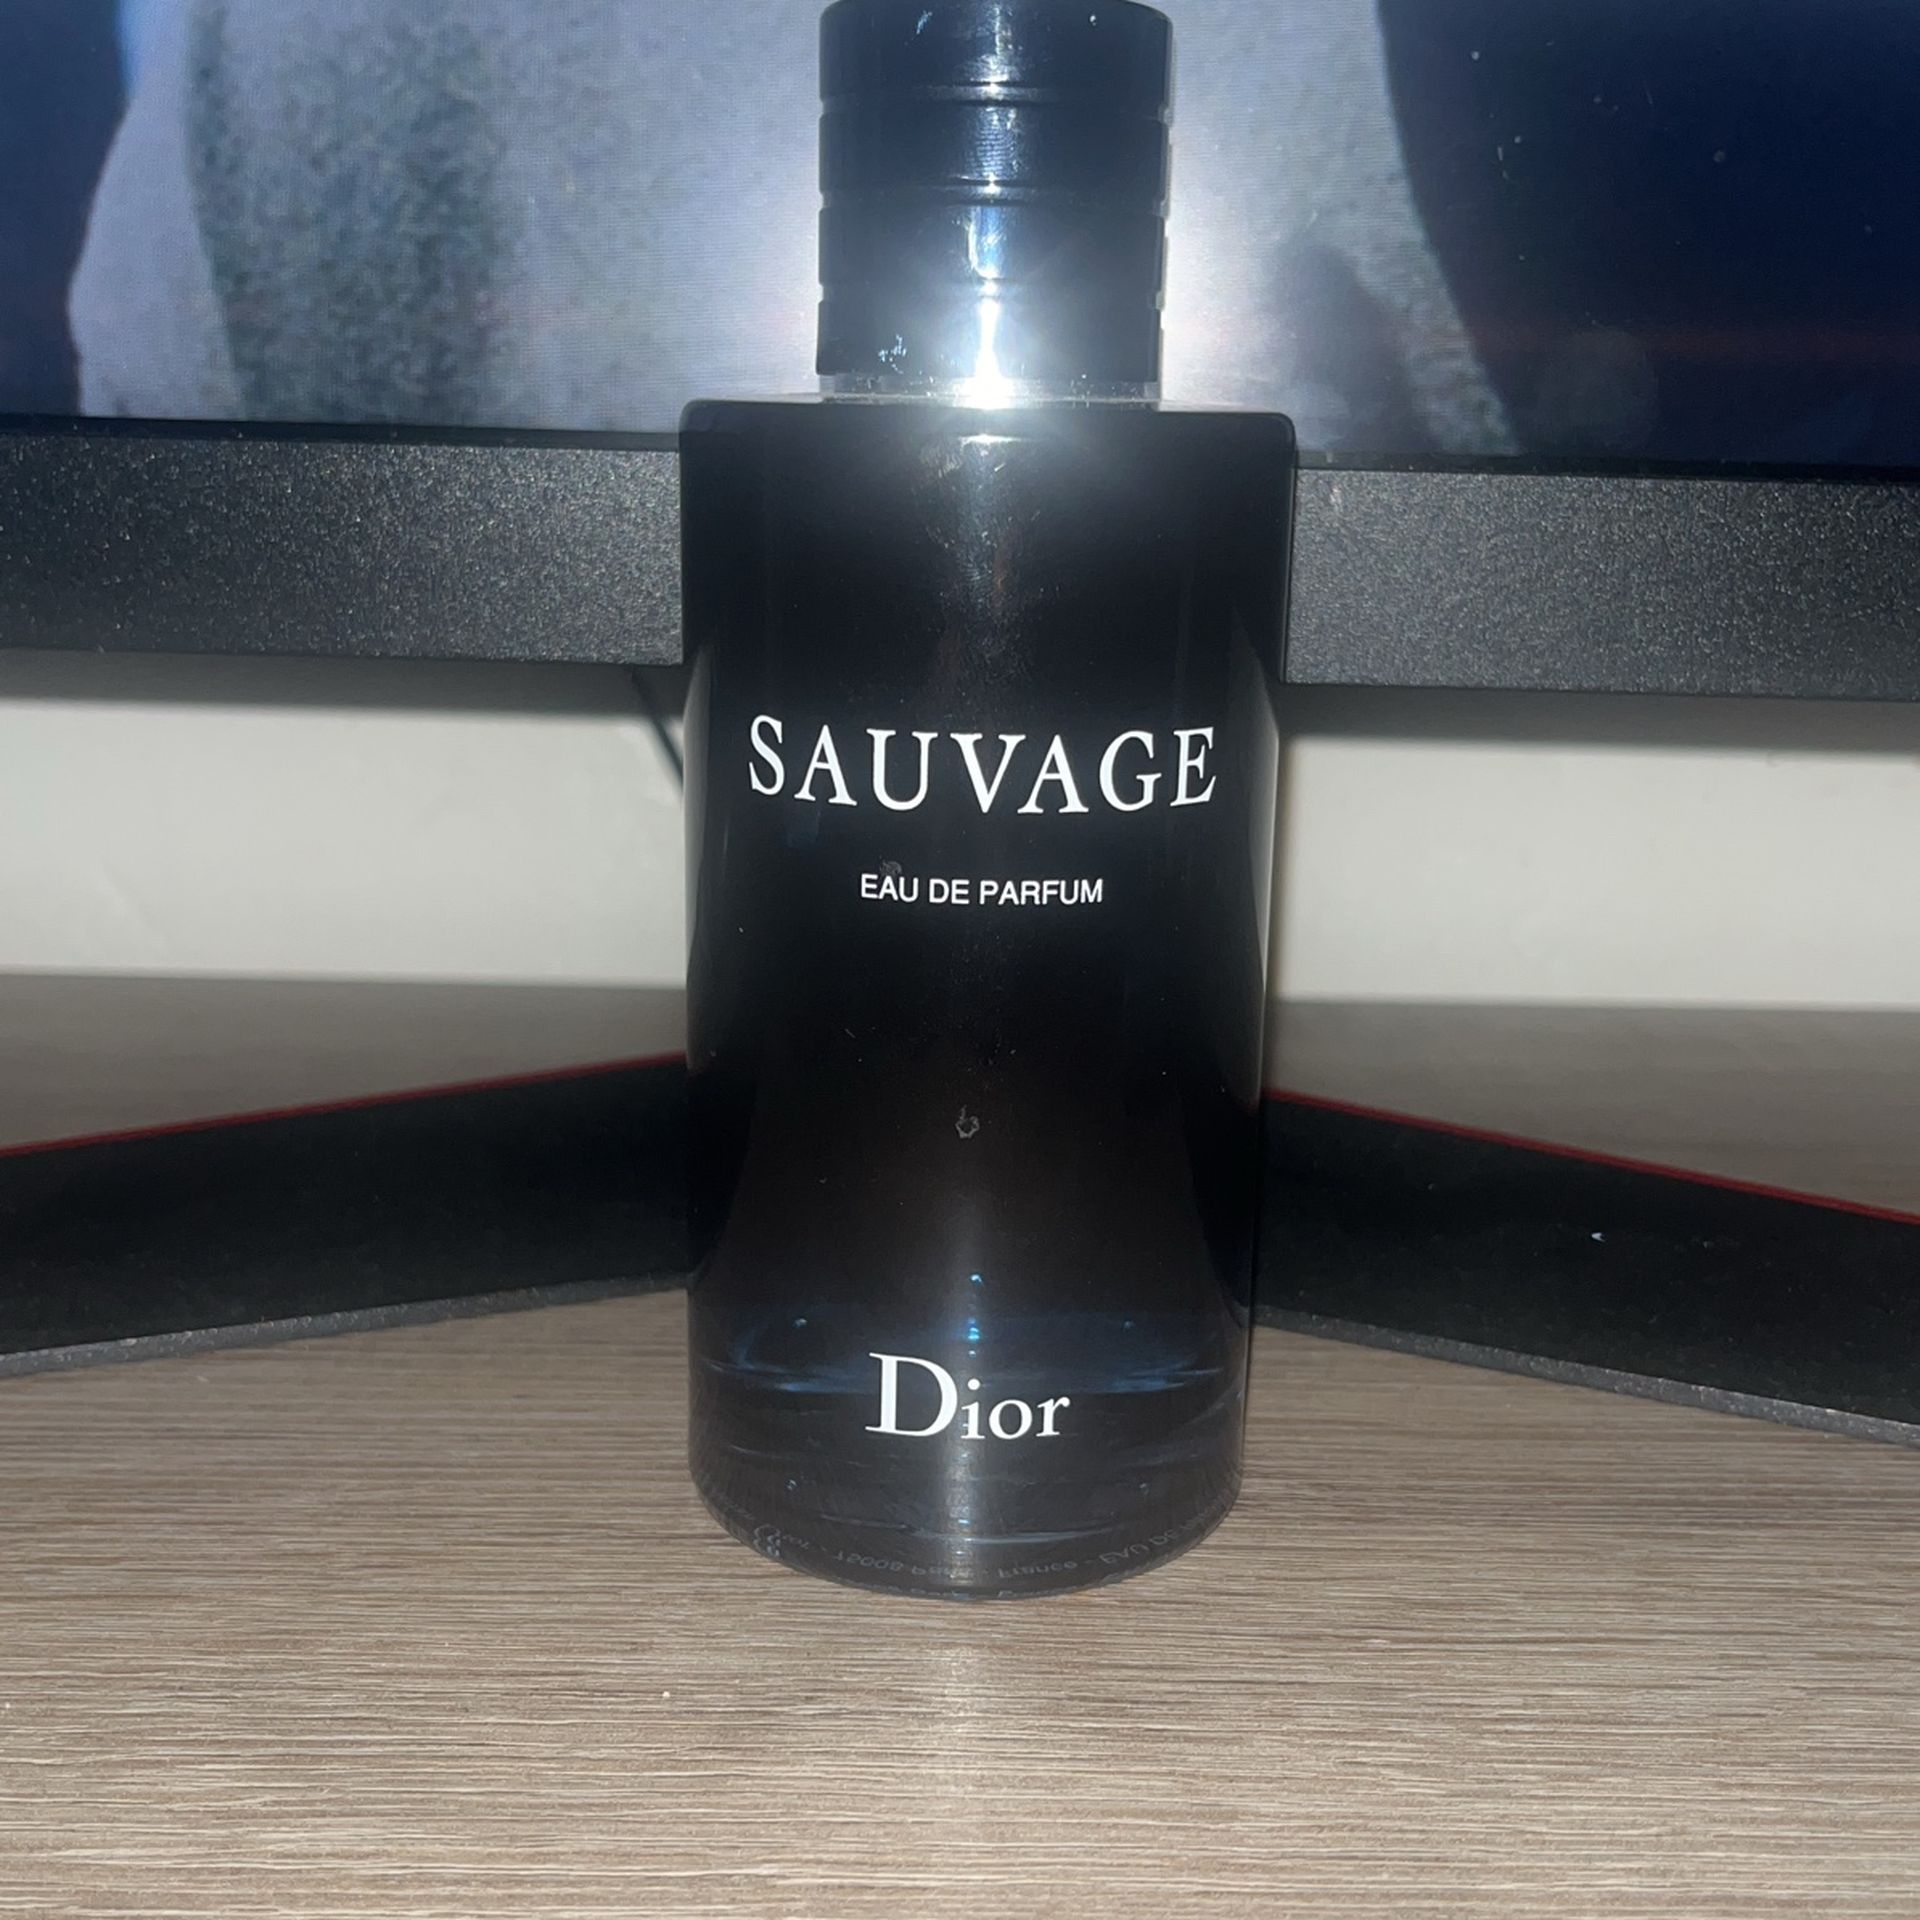 SAUVAGE
EAU DE PARFUM
Dior